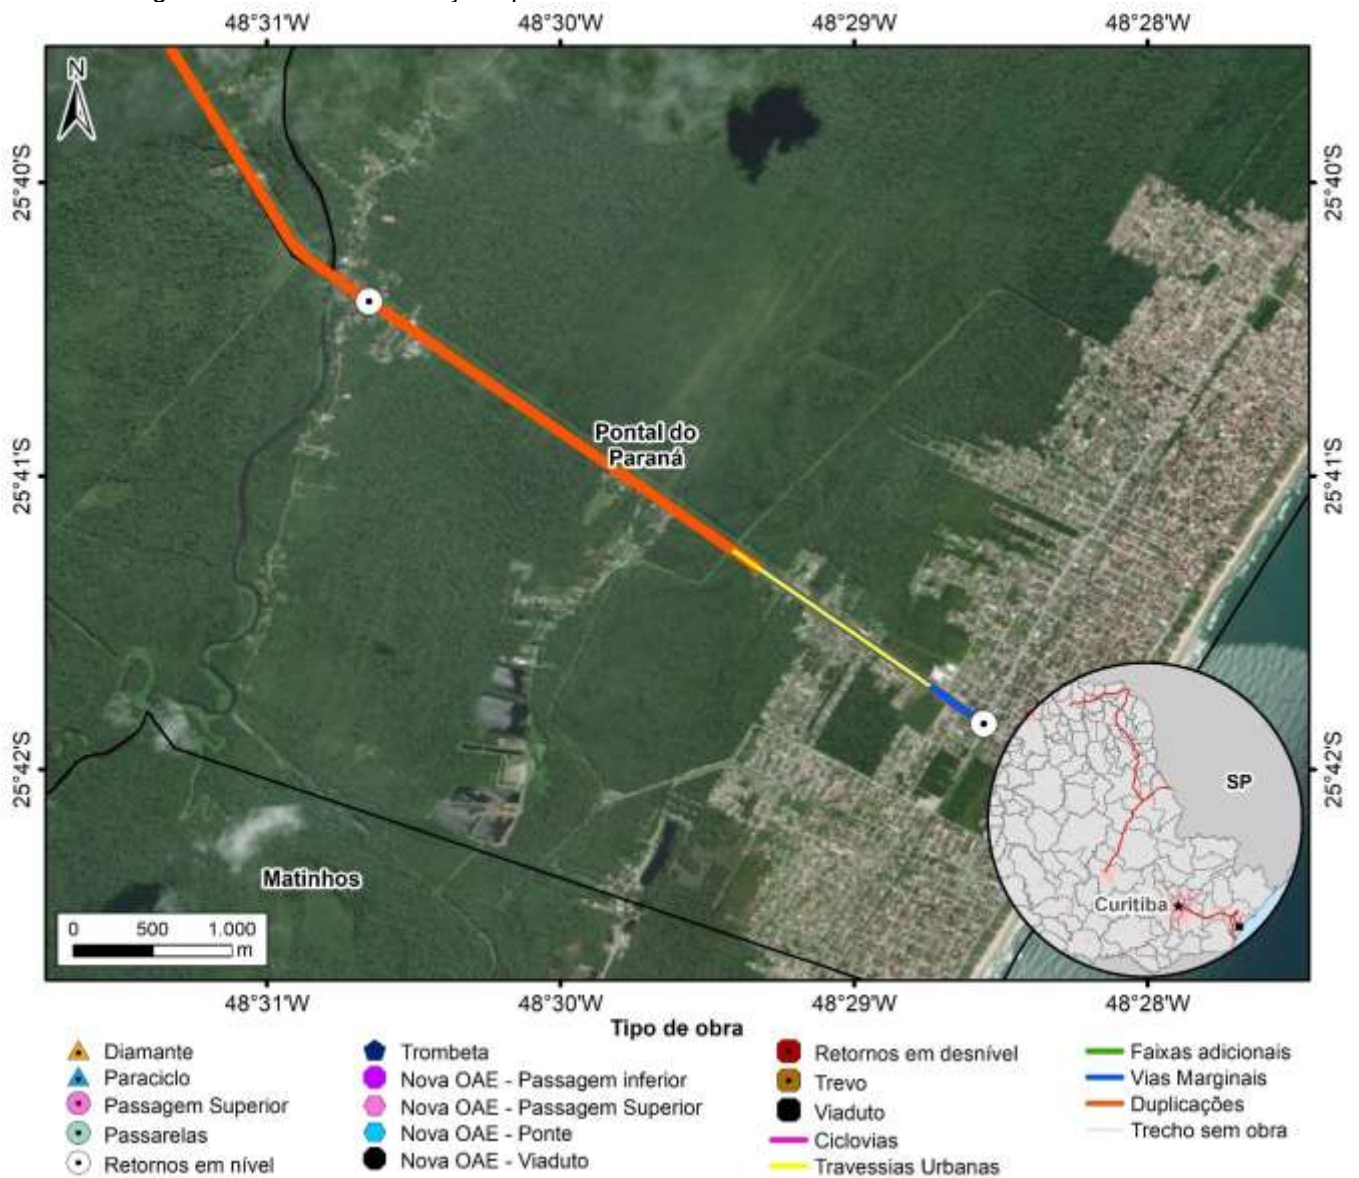 48°31'W 48°30'W 48°29'W 48°28'W
N
25°40'S 25°40'S
Pontal do
Paraná
25°41'S 25°41'S
25°42'S 25°42'S
SP
Matinhos
Curitiba
0 500 1.000
m
48°31'W 48°30'W 48°29'W 48°28'W
Tipo de obra
Diamante
Paraciclo
Passagem Superior
Passarelas
Retornos em nível
Trombeta
Nova OAE - Passagem inferior
Nova OAE - Passagem Superior
Nova OAE - Ponte
Nova OAE - Viaduto
Retornos em desnível
Trevo
Viaduto
Ciclovias
Travessias Urbanas
Faixas adicionais
Vias Marginais
Duplicações
Trecho sem obra